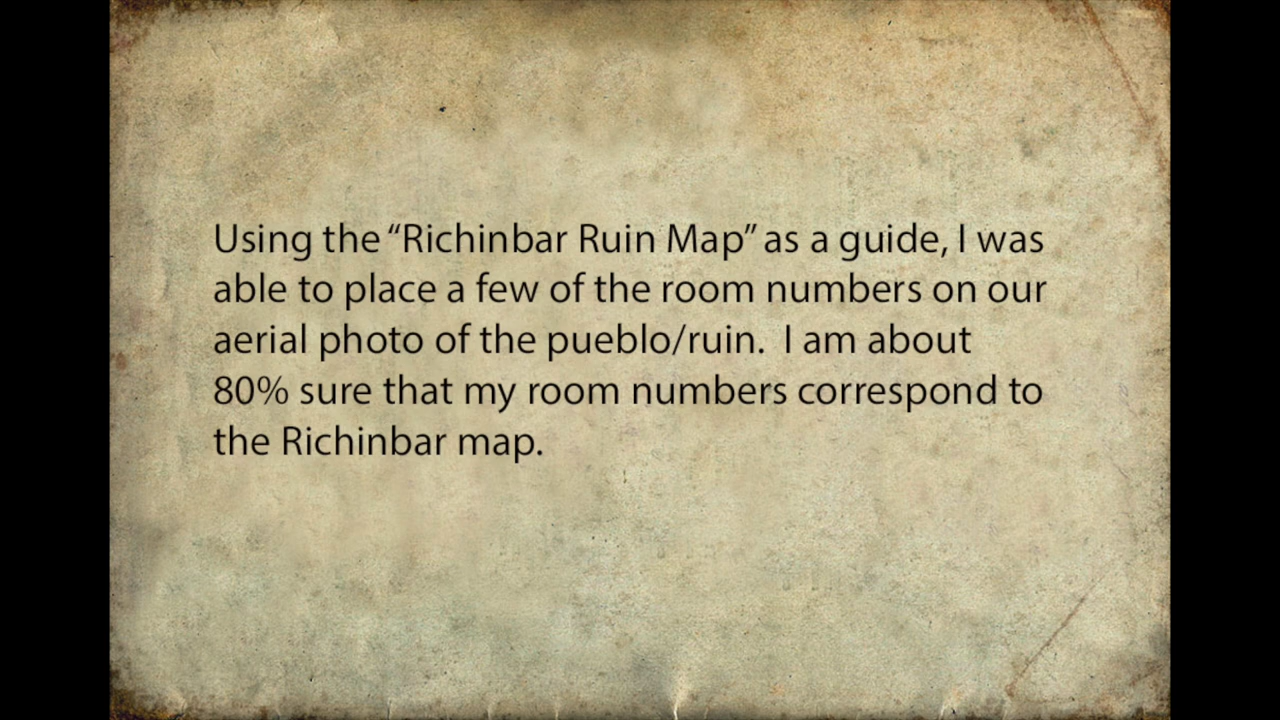 Using the “Richinbar Ruin Map” as a guide, I was
able to place a few of the room numbers on our
aerial photo of the pueblo/ruin.  I am about
80% sure that my room numbers correspond to
the Richinbar map.